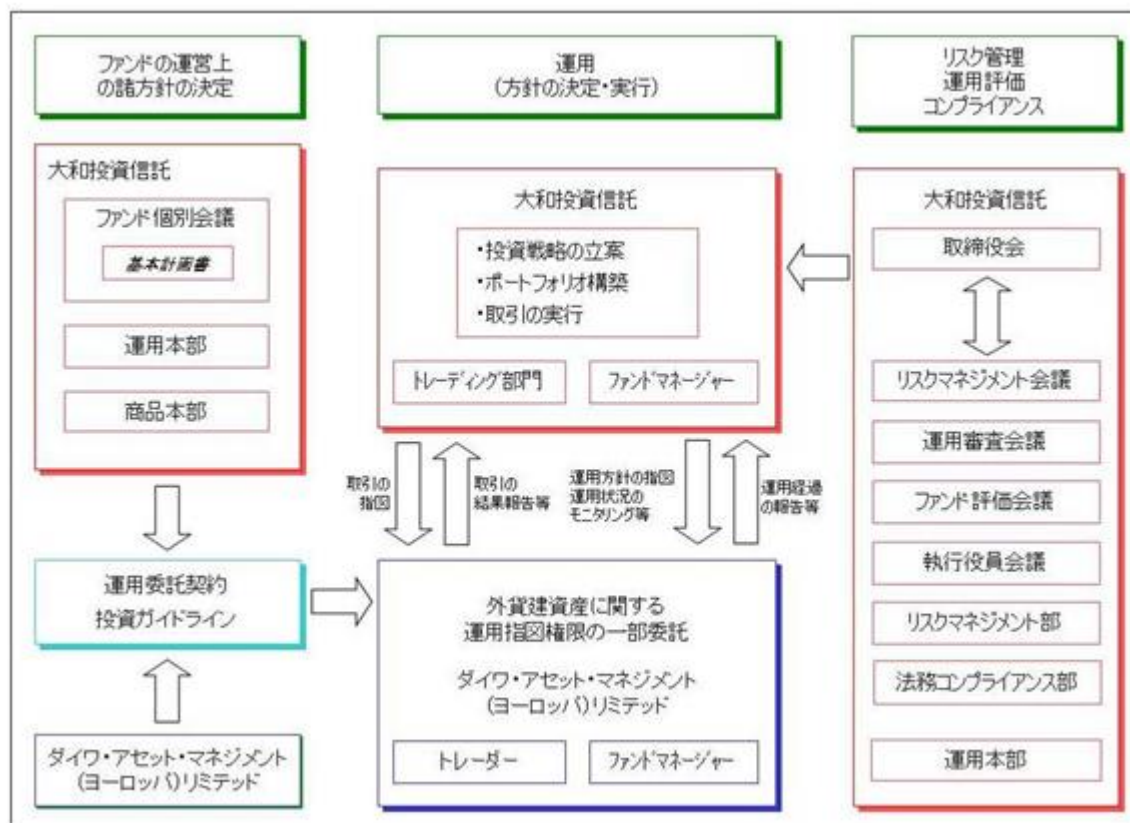 ファンドの運営上
の諸方針の決定
運用
(方針の決定・実行)
リスク管理
運用評価
コンプライアンス
大和投資信託
ファンド個別会議
基本計画書
運用本部
商品本部
大和投資信託
・投資戦略の立案
・ポートフォリオ構築
・取引の実行
トレーディング部門
ファンドマネージャー
大和投資信託
取締役会
リスクマネジメント会議
運用審査会議
ファンド評価会議
執行役員会議
リスクマネジメント部
法務コンプライアンス部
運用本部
取引の
指図
取引の
結果報告等
運用方針の指図
運用状況の
モニタリング等
運用経過
の報告等
運用委託契約
投資ガイドライン
外貨建資産に関する
運用指図権限の一部委託
ダイワ・アセット・マネジメント
(ヨーロッパ)リミテッド
トレーダー
ファンドマネージャー
ダイワ・アセット・マネジメント
(ヨーロッパ)リミテッド